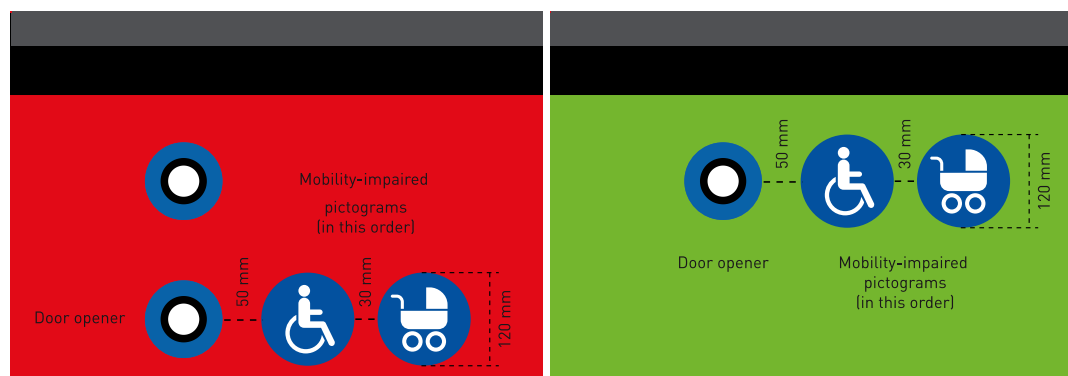 Mobility-impaired
pictograms
(in this order)
50 mm
30 mm
120 mm
Door opener
50 mm
30 mm
120 mm
Door opener
Mobility-impaired
pictograms
(in this order)